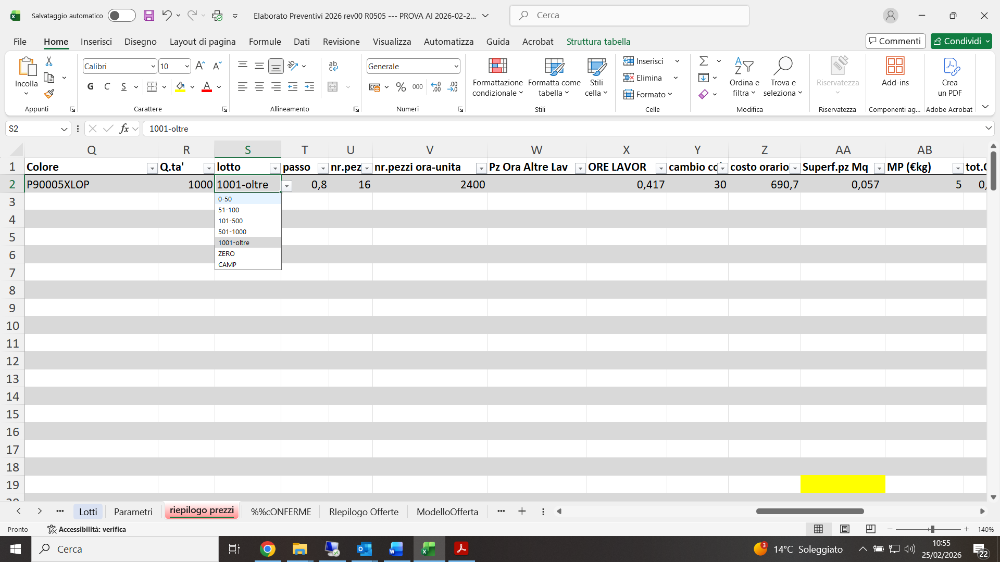 Salvataggio automatico
Elaborato Preventivi 2026 rev00 R0505 --- PROVA AI 2026-02-2...
Cerca
File Home Inserisci Disegno Layout di pagina Formule Dati Revisione Visualizza Automatizza Guida Acrobat Struttura tabella
Commenti
Condividi
Incolla
Appunti
Calibri 10
G C S
A
Carattere
ab
Allineamento
Generale
% 000
Numeri
Formattazione condizionale
Formatta come tabella
Stili cella
Stili
Inserisci
Elimina
Formato
Celle
Ordina e filtra
Trova e seleziona
Modifica
Riservatezza
Riservatezza
Add-ins
Componenti ag...
Crea un PDF
Adobe Acrobat
S2
fx
1001-oltre
Q R S T U V W X Y Z AA AB
1 Colore Q.ta' lotto passo nr.pez nr.pezzi ora-unita Pz Ora Altre Lav ORE LAVOR cambio co costo orario Superf.pz Mq MP (€kg) tot.
2 P90005XLOP 1000 1001-oltre 0,8 16 2400 0,417 30 690,7 0,057 5 0,
0-50
51-100
101-500
501-1000
1001-oltre
ZERO
CAMP
3
4
5
6
7
8
9
10
11
12
13
14
15
16
17
18
19
Lotti Parametri riepilogo prezzi %%cONFERME RIepilogo Offerte ModelloOfferta
Pronto
Accessibilità: verifica
140%
Cerca
3
14°C Soleggiato
10:55
25/02/2026
22